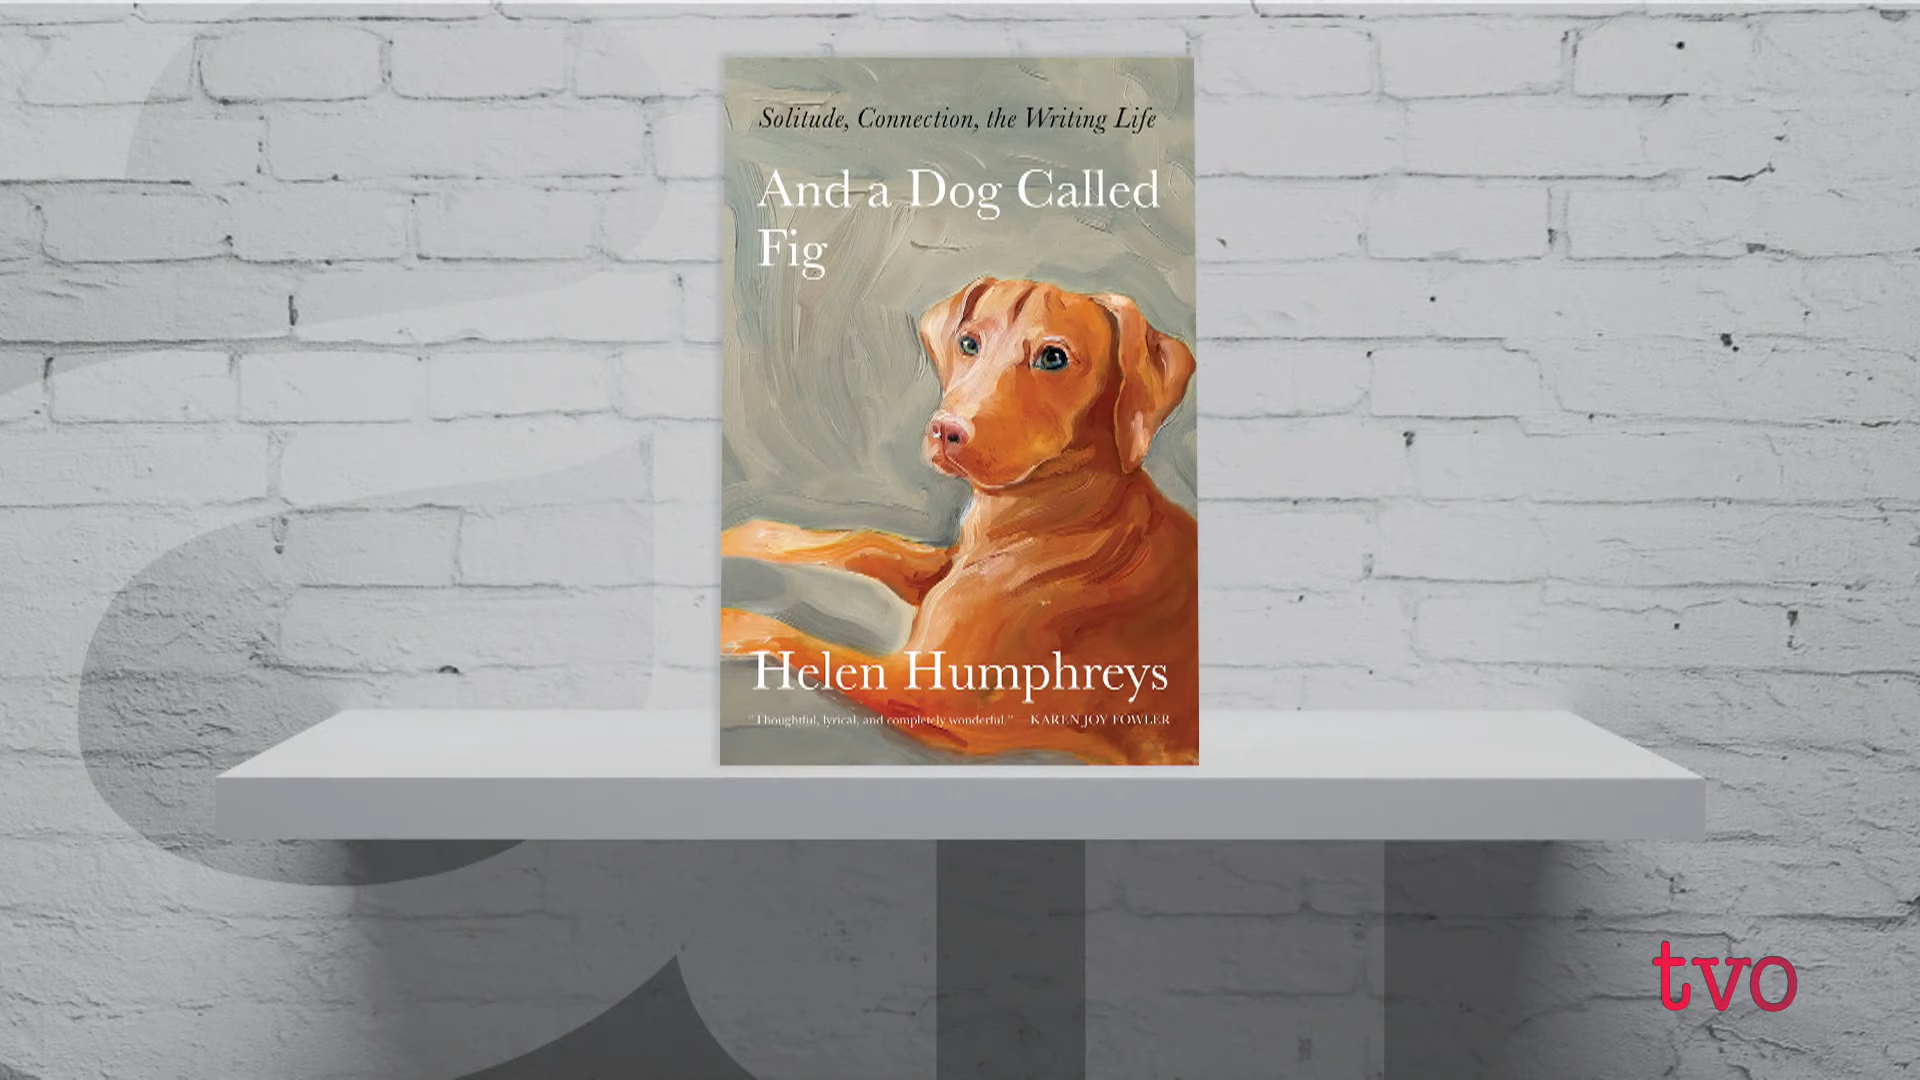 Solitude, Connection, the Writing Life
And a Dog Called
Fig
Helen Humphreys
"Thoughtful, lyrical, and completely wonderful." —KAREN JOY FOWLER
tvo